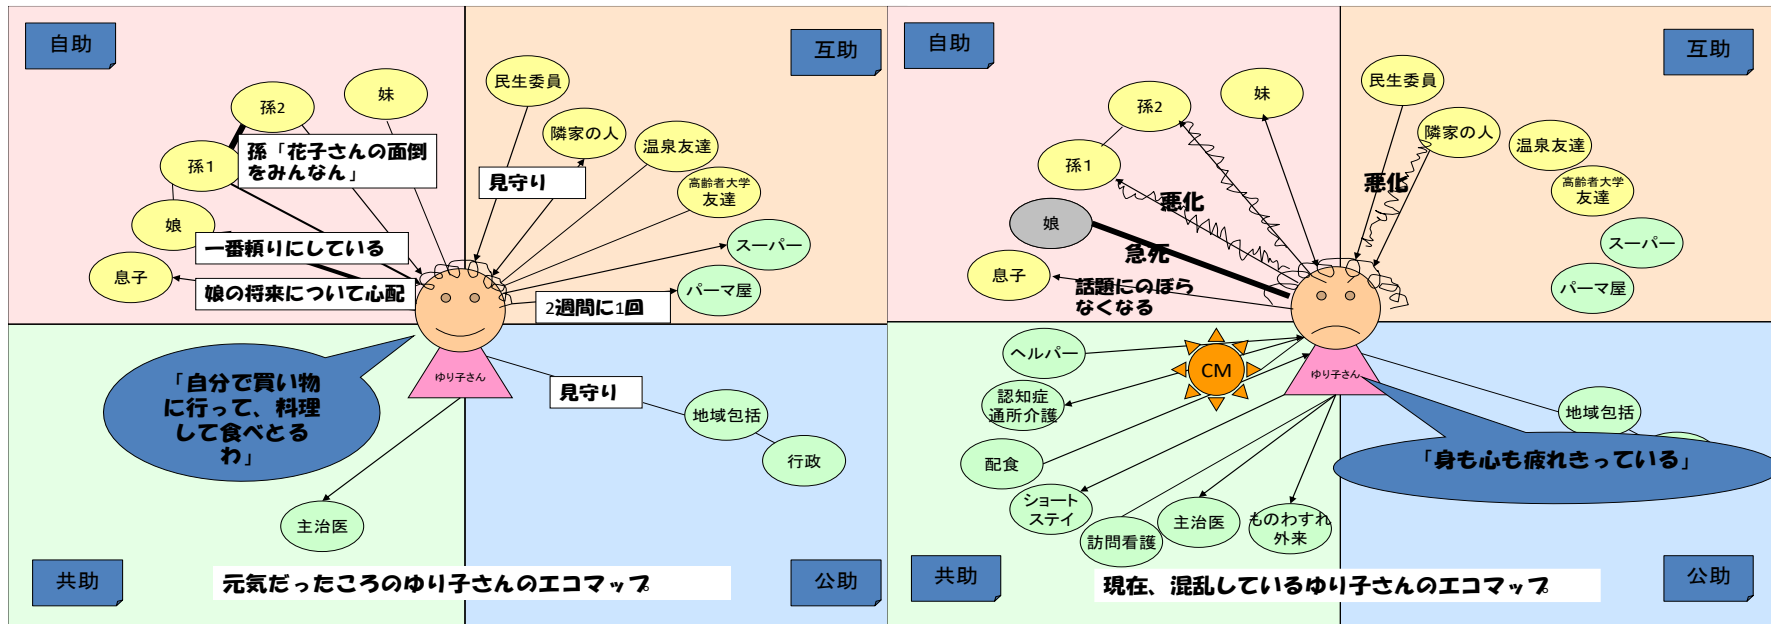 自助
互助
孫2
妹
民生委員
隣家の人
温泉友達
孫「花子さんの面倒
をみんなん」
孫1
見守り
高齢者大学
友達
娘
一番頼りにしている
スーパー
息子
娘の将来について心配
パーマ屋
2週間に1回
「自分で買い物
に行って、料理
して食べとる
わ」
ゆり子さん
見守り
地域包括
行政
主治医
共助
元気だったころのゆり子さんのエコマップ
公助
自助
互助
孫2
妹
民生委員
隣家の人
温泉友達
孫1
悪化
悪化
高齢者大学
友達
娘
急死
スーパー
息子
話題にのぼら
なくなる
パーマ屋
ヘルパー
CM
ゆり子さん
認知症
通所介護
地域包括
配食
「身も心も疲れきっている」
ショート
ステイ
訪問看護
主治医
ものわすれ
外来
共助
現在、混乱しているゆり子さんのエコマップ
公助